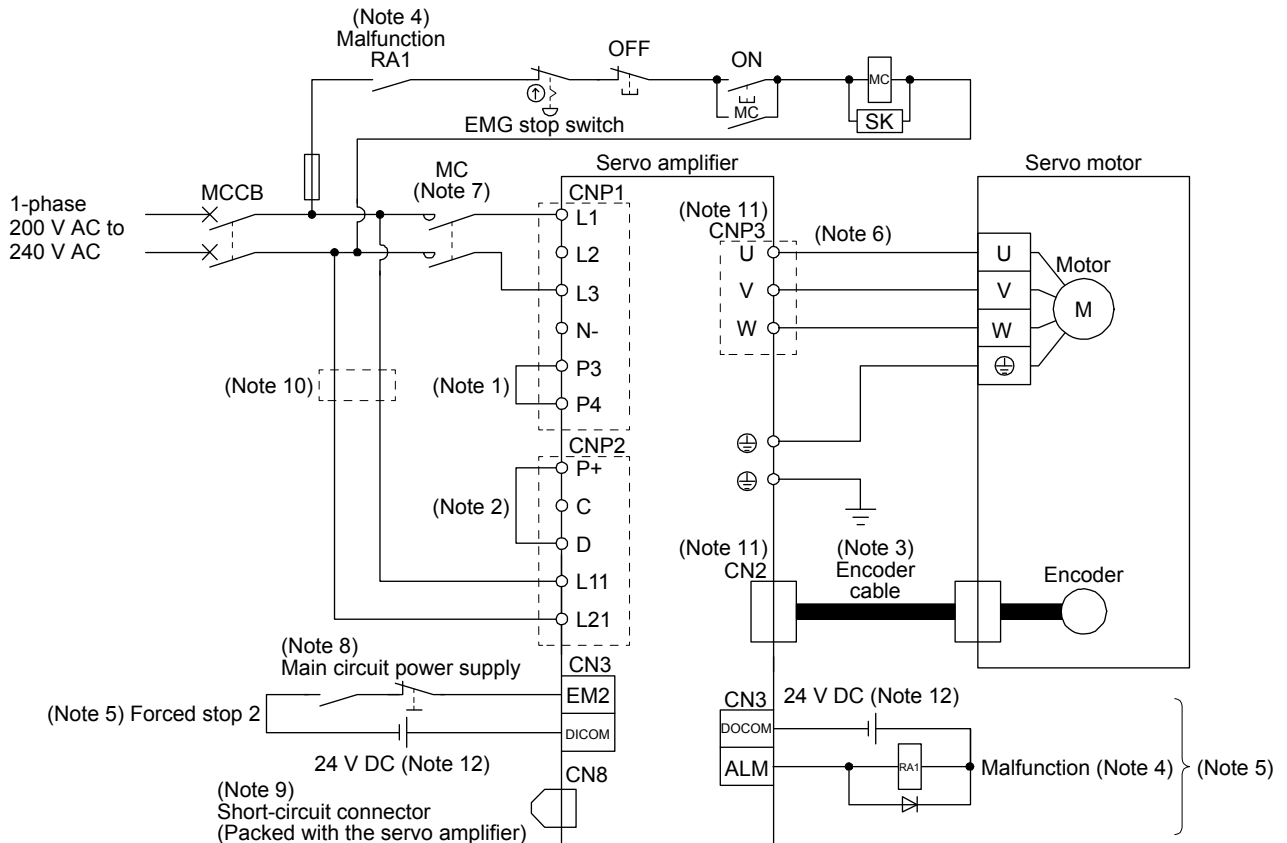 (Note 4)
Malfunction
RA1
OFF
ON
MC
MC
SK
EMG stop switch
1-phase
200 V AC to
240 V AC
MCCB
MC
(Note 7)
Servo amplifier
Servo motor
CNP1
L1
L2
L3
N-
P3
P4
(Note 10)
(Note 1)
CNP2
P+
C
D
L11
L21
(Note 2)
(Note 11)
CNP3
U
V
W
(Note 6)
U
V
W
Motor
M
(Note 11)
CN2
(Note 3)
Encoder
cable
Encoder
(Note 8)
Main circuit power supply
(Note 5) Forced stop 2
24 V DC (Note 12)
CN3
EM2
DICOM
CN8
(Note 9)
Short-circuit connector
(Packed with the servo amplifier)
CN3
24 V DC (Note 12)
DOCOM
ALM
RA1
Malfunction (Note 4)
(Note 5)